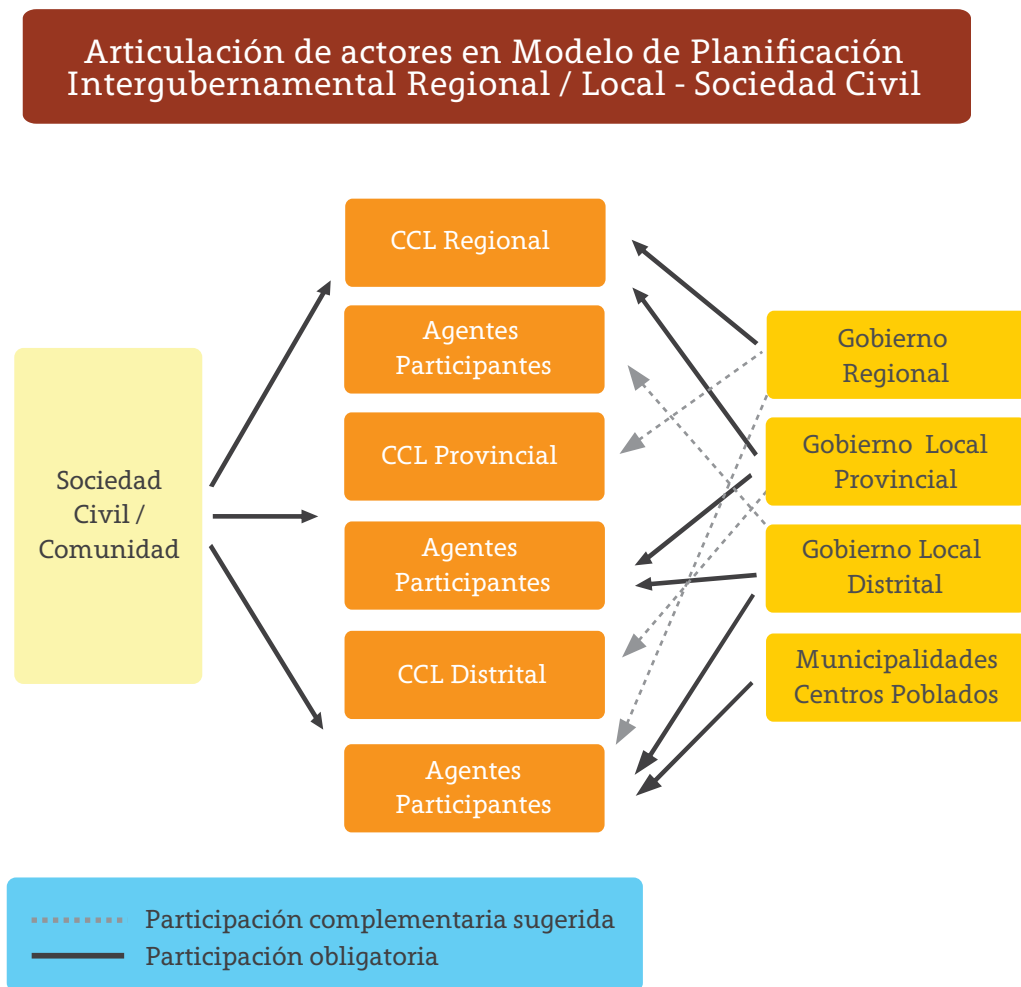 Articulación de actores en Modelo de Planificación
Intergubernamental Regional / Local - Sociedad Civil
Sociedad
Civil /
Comunidad
CCL Regional
Agentes
Participantes
CCL Provincial
Agentes
Participantes
CCL Distrital
Agentes
Participantes
Gobierno
Regional
Gobierno Local
Provincial
Gobierno Local
Distrital
Municipalidades
Centros Poblados
Participación complementaria sugerida
Participación obligatoria